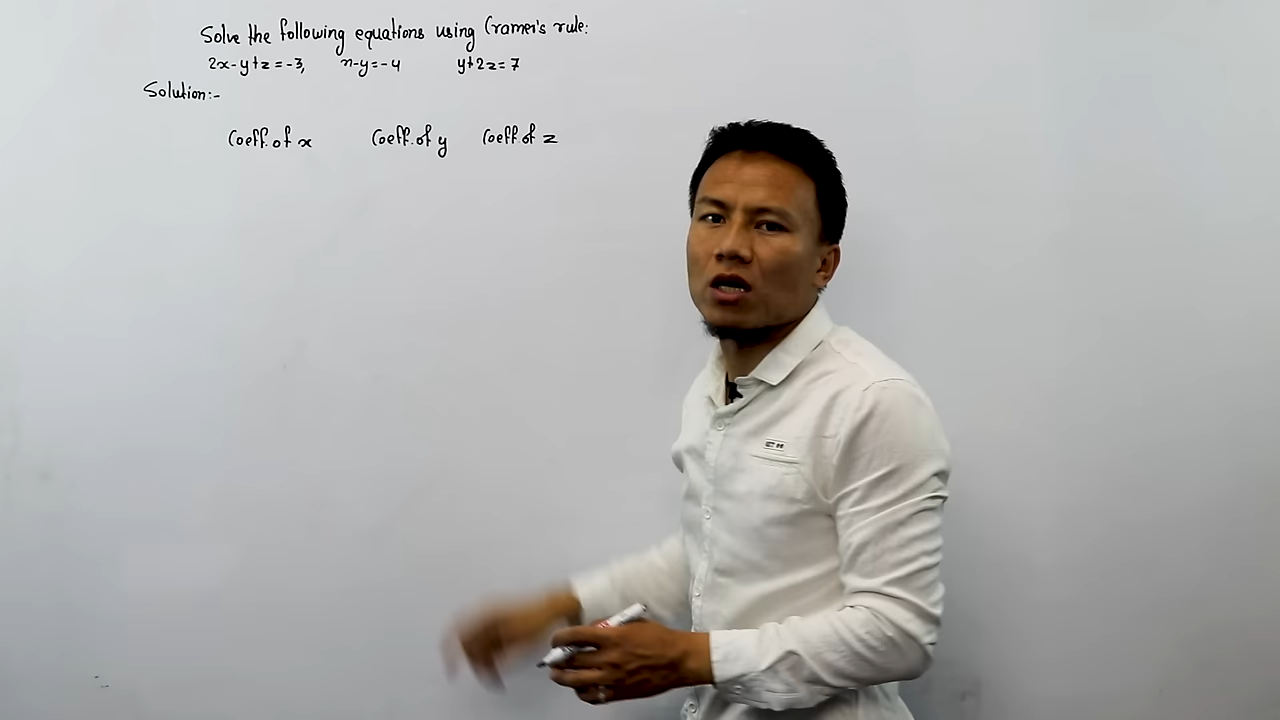 Solve the following equations using Cramer's rule:
2x-y+z=-3, x-y=-4 y+2z=7
Solution:-
Coeff. of x Coeff. of y Coeff. of z